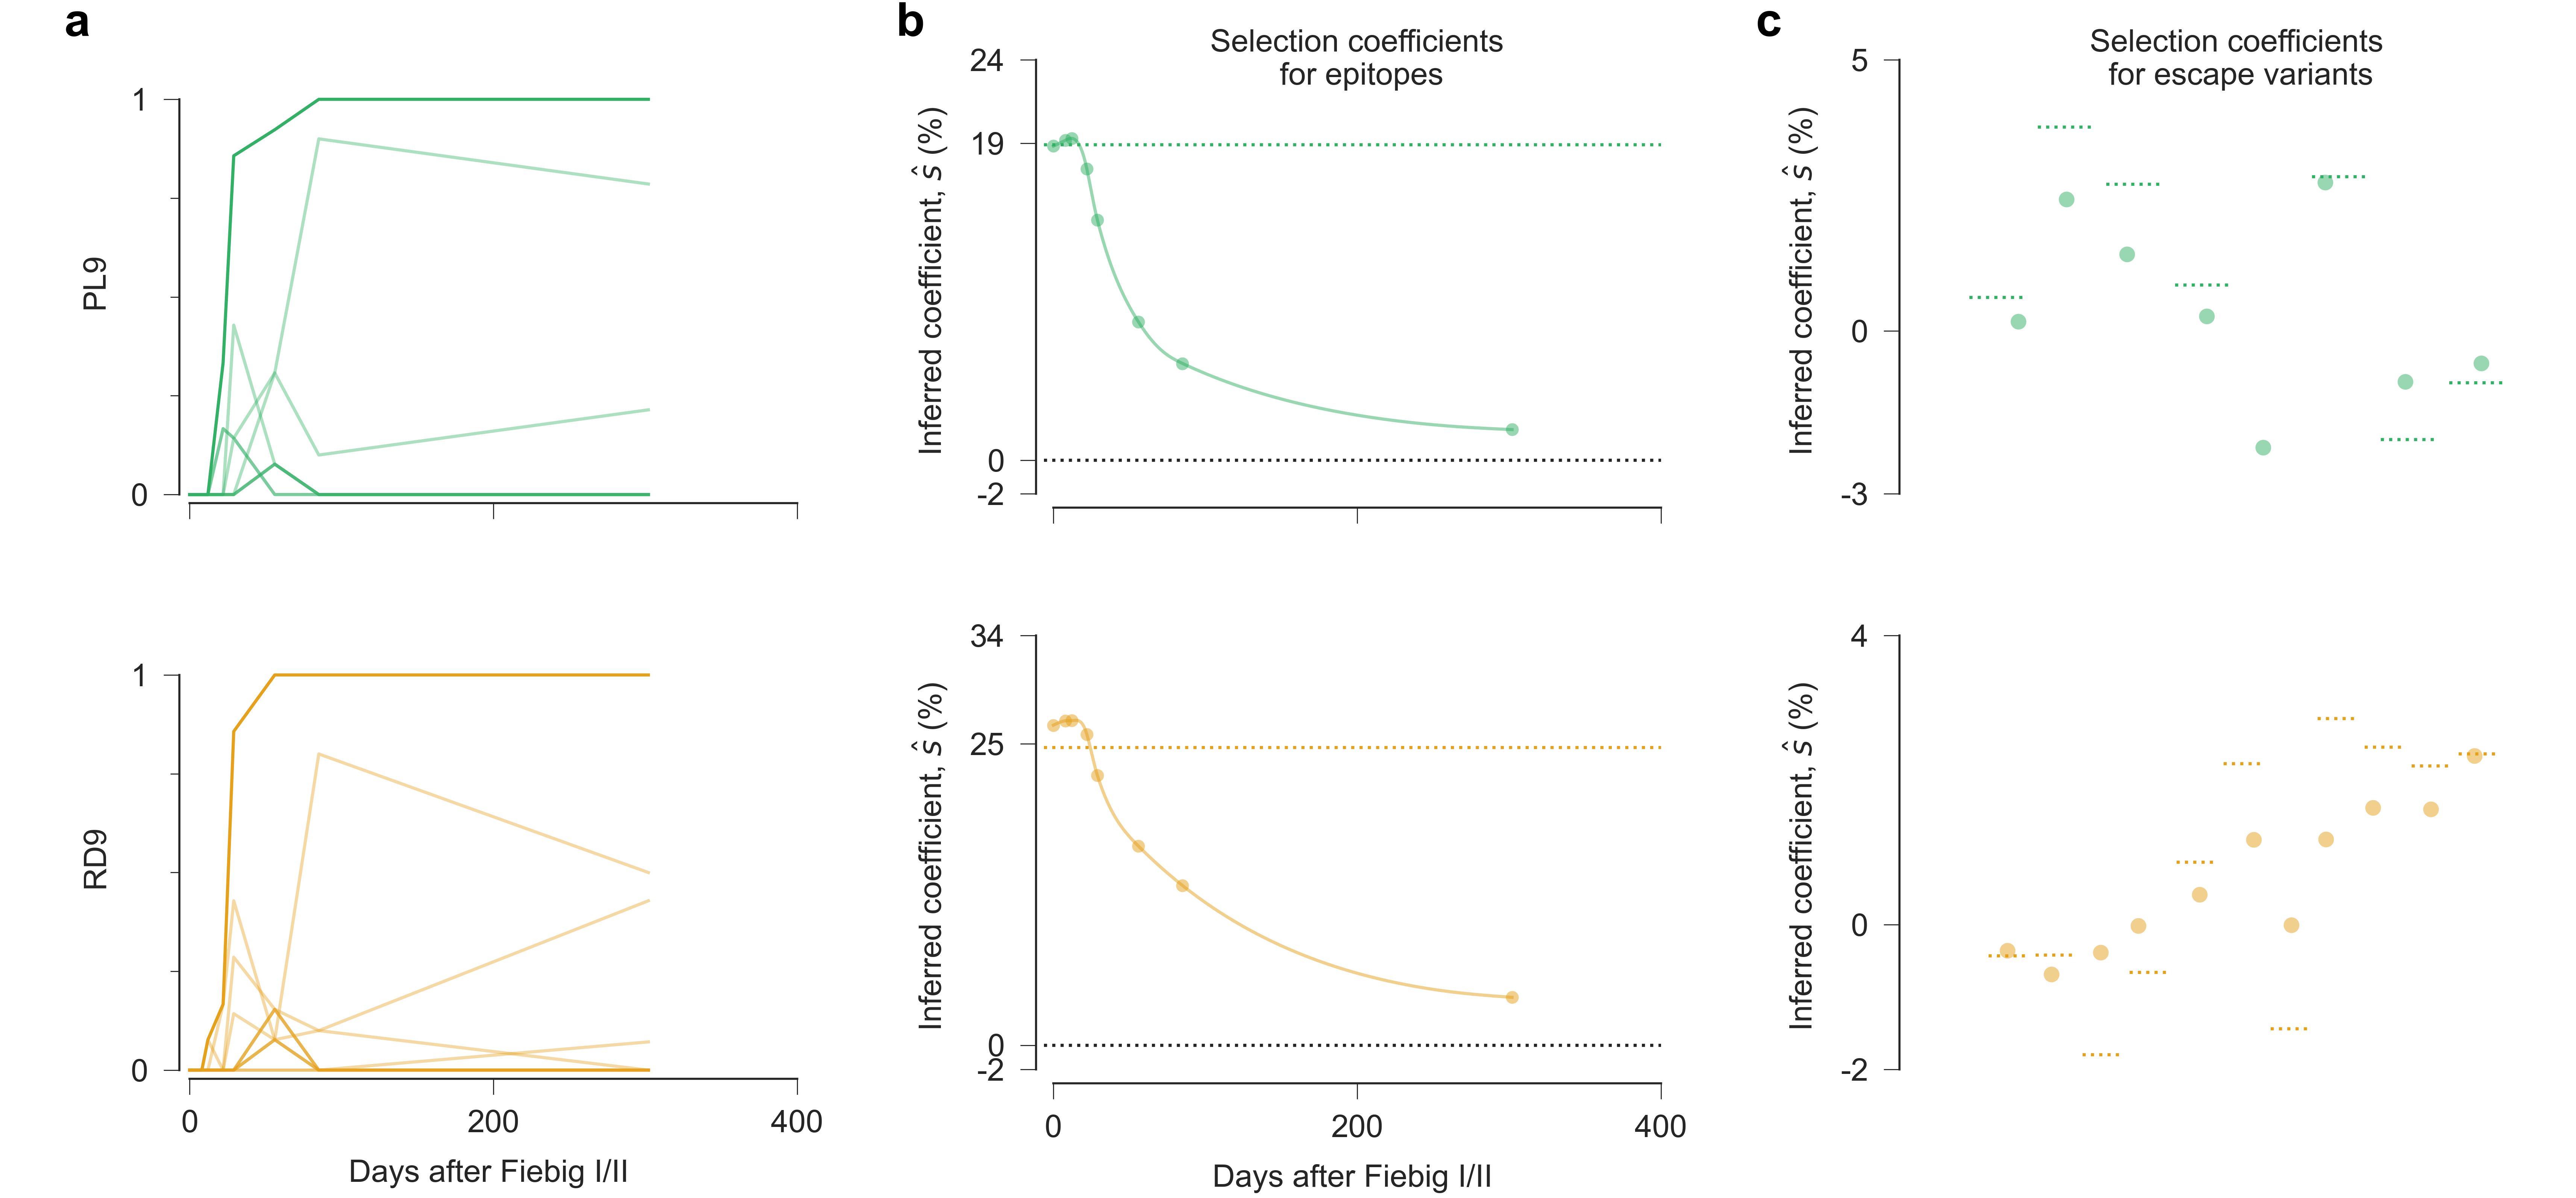 a
1
0
PL9
b
Selection coefficients
for epitopes
24
19
0
-2
Inferred coefficient, ŝ (%)
c
Selection coefficients
for escape variants
5
0
-3
Inferred coefficient, ŝ (%)
1
0
RD9
0
200
400
Days after Fiebig I/II
34
25
0
-2
Inferred coefficient, ŝ (%)
0
200
400
Days after Fiebig I/II
4
0
-2
Inferred coefficient, ŝ (%)